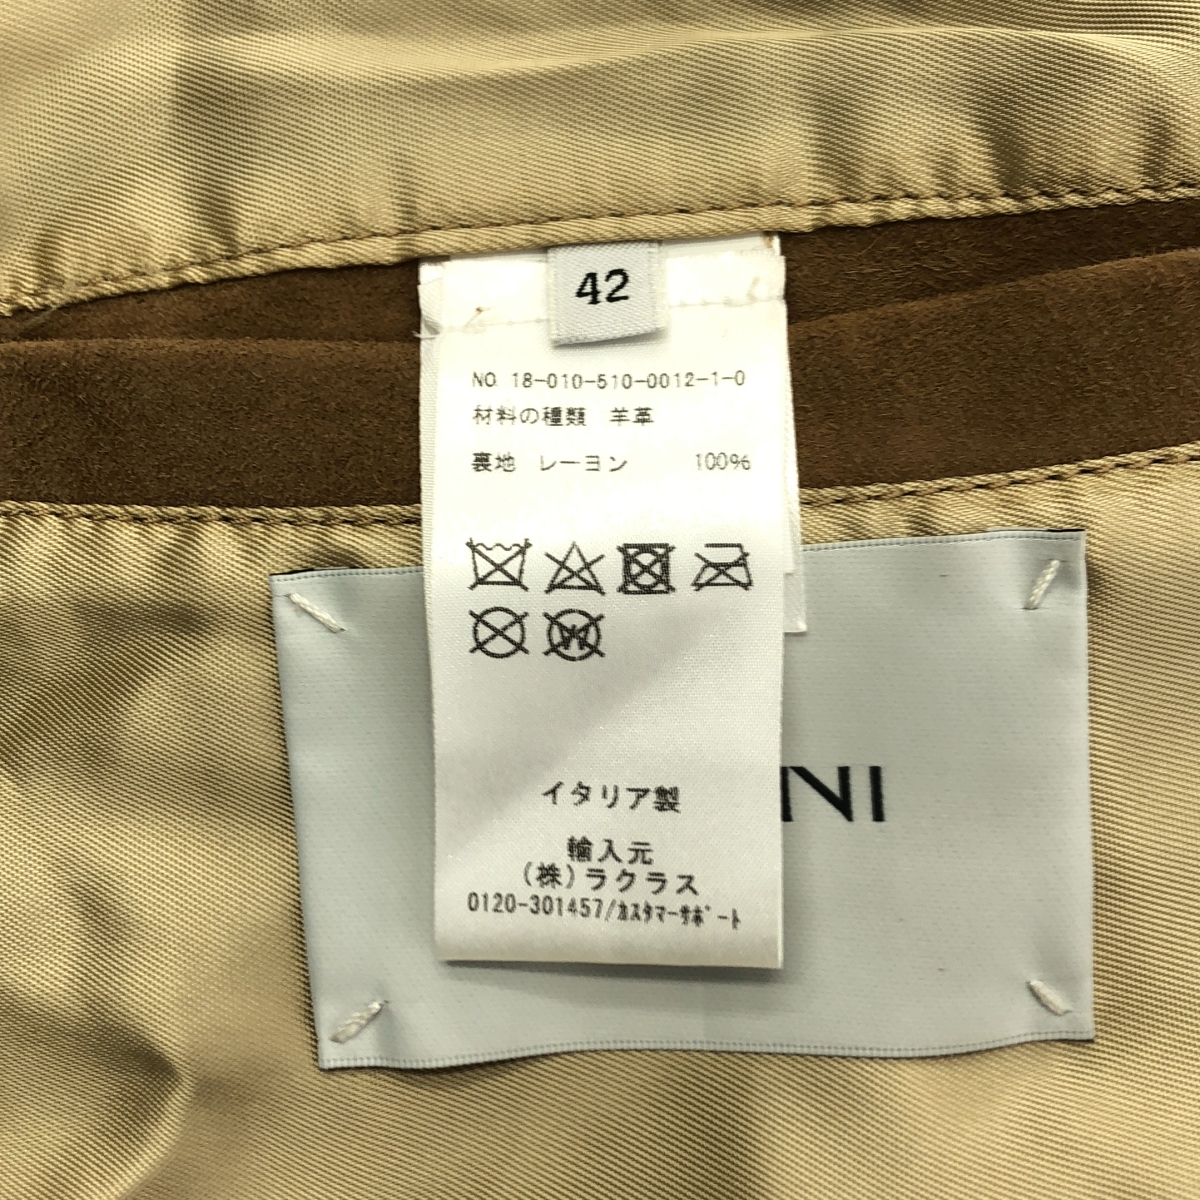 42
NO 18-010-510-0012-1-0
材料の種類 羊革
裏地 レーヨン 100%
イタリア製
輸入元
(株)ラクラス
0120-301457/ｶｽﾀﾏｰｻﾎﾟｰﾄ